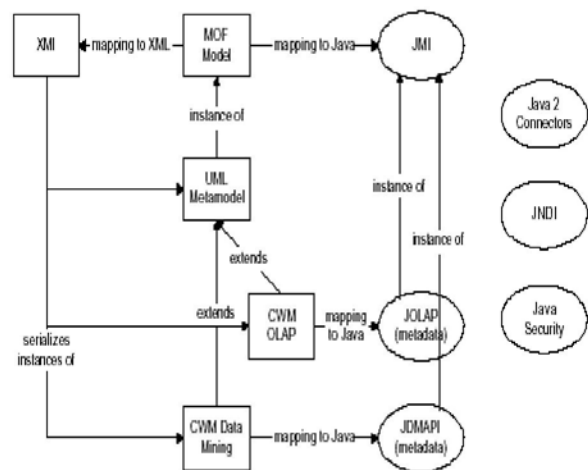 XMI
mapping to XML
MOF
Model
mapping to Java
JMI
Java 2
Connectors
instance of
UML
Metamodel
instance of
JNDI
instance of
extends
extends
CWM
OLAP
mapping
to Java
JOLAP
(metadata)
Java
Security
serializes
instances of
CWM Data
Mining
mapping to Java
JDMAPI
(metadata)